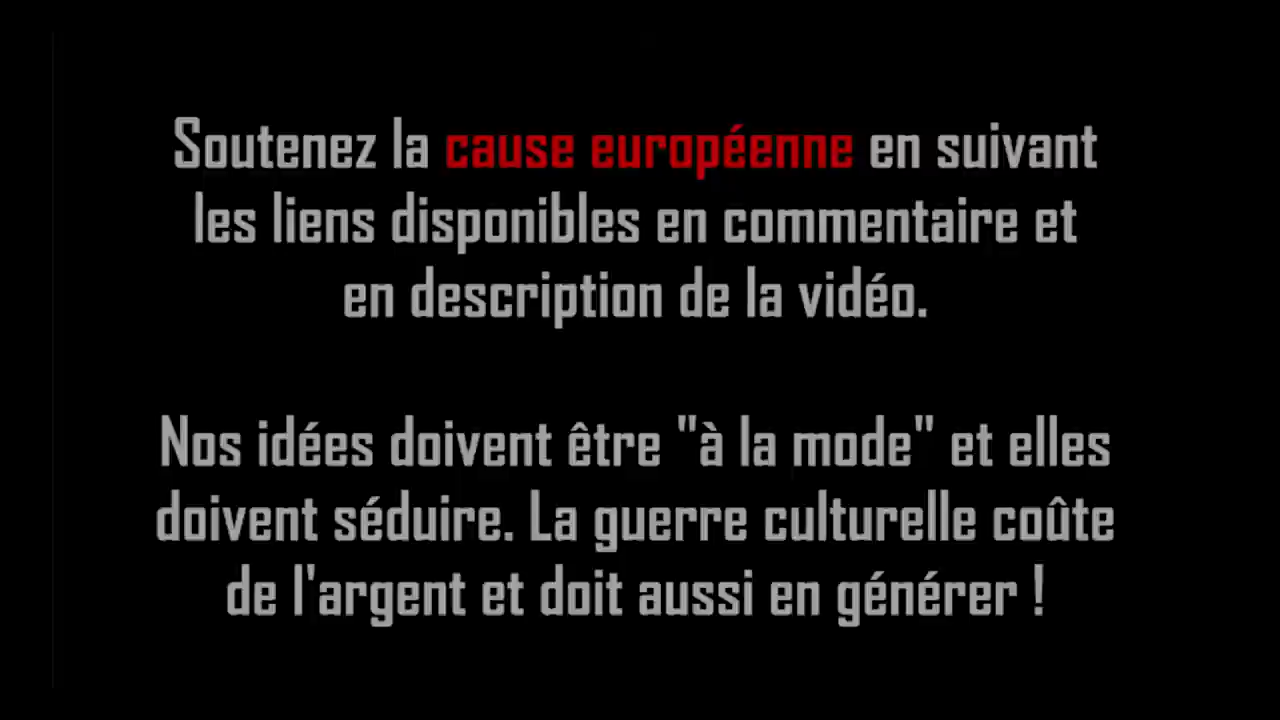 Soutenez la cause européenne en suivant
les liens disponibles en commentaire et
en description de la vidéo.
Nos idées doivent être "à la mode" et elles
doivent séduire. La guerre culturelle coûte
de l'argent et doit aussi en générer !